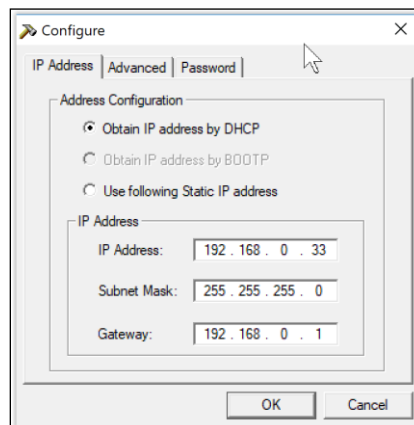 Configure
IP Address Advanced Password
Address Configuration
Obtain IP address by DHCP
Obtain IP address by BOOTP
Use following Static IP address
IP Address
IP Address: 192 . 168 . 0 . 33
Subnet Mask: 255 . 255 . 255 . 0
Gateway: 192 . 168 . 0 . 1
OK Cancel